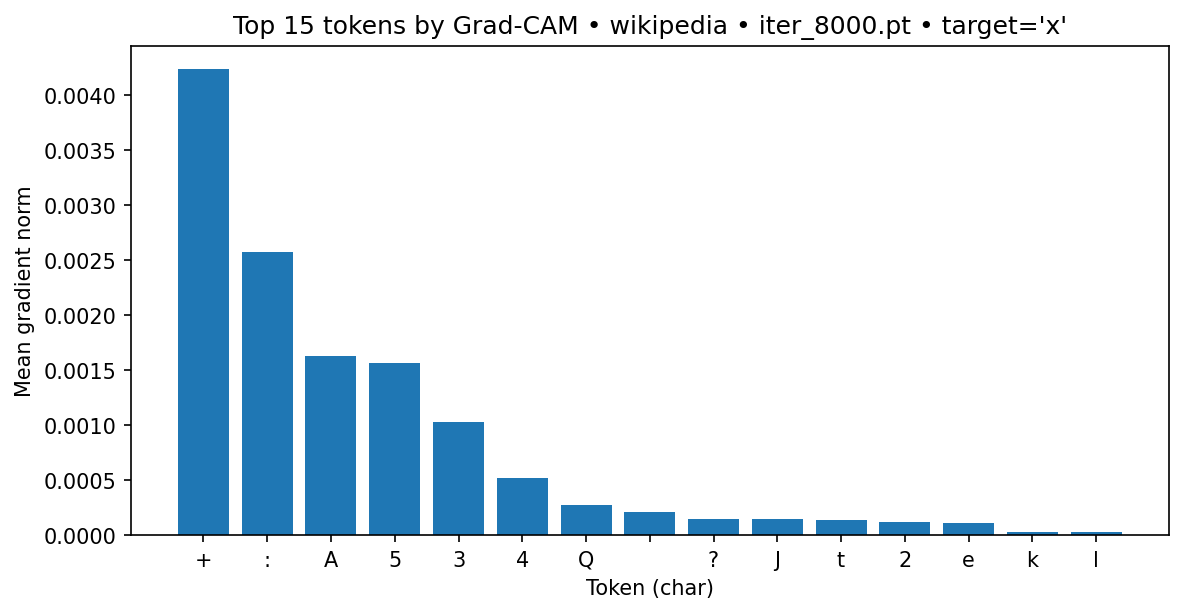 Top 15 tokens by Grad-CAM • wikipedia • iter_8000.pt • target='x'
Mean gradient norm
0.0040
0.0035
0.0030
0.0025
0.0020
0.0015
0.0010
0.0005
0.0000
+ : A 5 3 4 Q ' ? J t 2 e k l
Token (char)